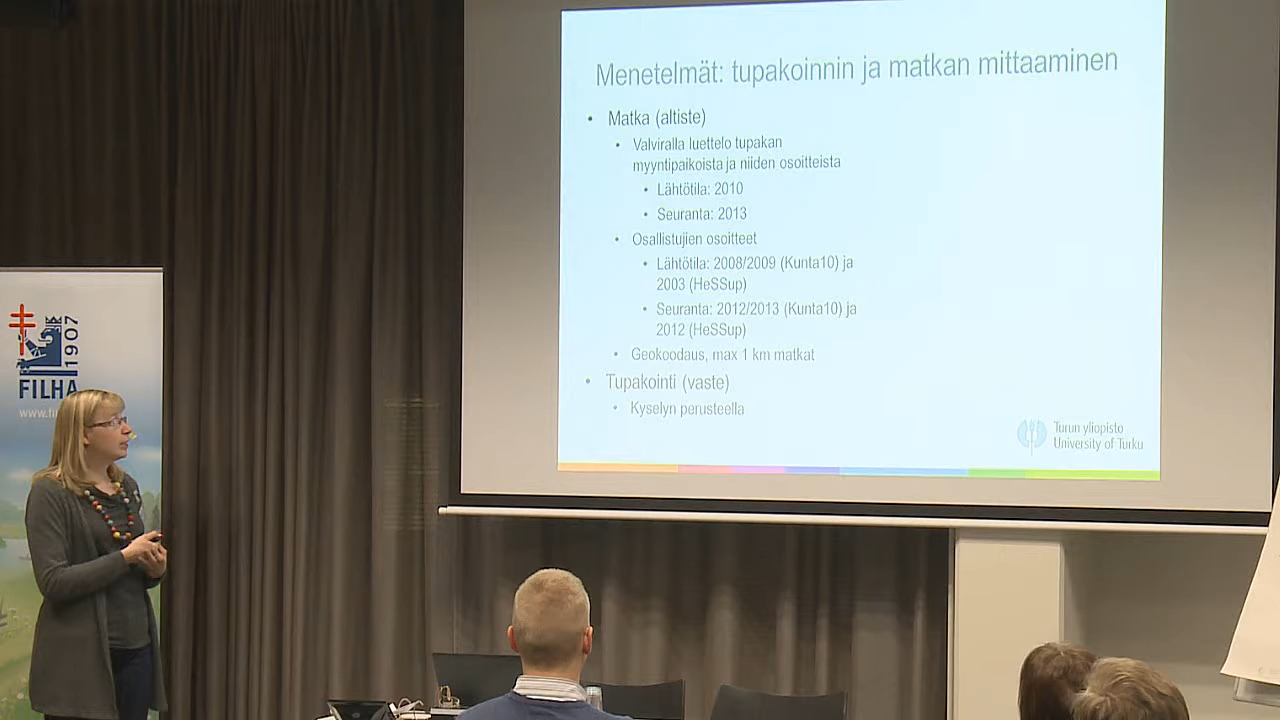 Menetelmät: tupakoinnin ja matkan mittaaminen
• Matka (altiste)
• Valviralla luettelo tupakan
myyntipaikoista ja niiden osoitteista
• Lähtötila: 2010
• Seuranta: 2013
• Osallistujien osoitteet
• Lähtötila: 2008/2009 (Kunta10) ja
2003 (HeSSup)
• Seuranta: 2012/2013 (Kunta10) ja
2012 (HeSSup)
• Geokoodaus, max 1 km matkat
• Tupakointi (vaste)
• Kyselyn perusteella
Turun yliopisto
University of Turku
1907
FILHA